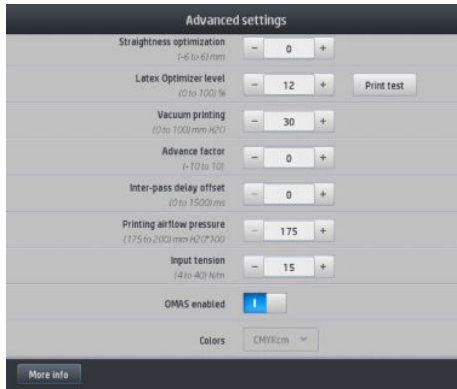 Advanced settings
Straightness optimization
(-6 to 6) mm
- 0 +
Latex Optimizer level
(0 to 100) %
- 12 +
Print test
Vacuum printing
(0 to 100) mm H2O
- 30 +
Advance factor
(-10 to 10)
- 0 +
Inter-pass delay offset
(0 to 1500) ms
- 0 +
Printing airflow pressure
(175 to 200) mm H2O*100
- 175 +
Input tension
(4 to 40) N/m
- 15 +
OMAS enabled
I
Colors
CMYKcm
More info